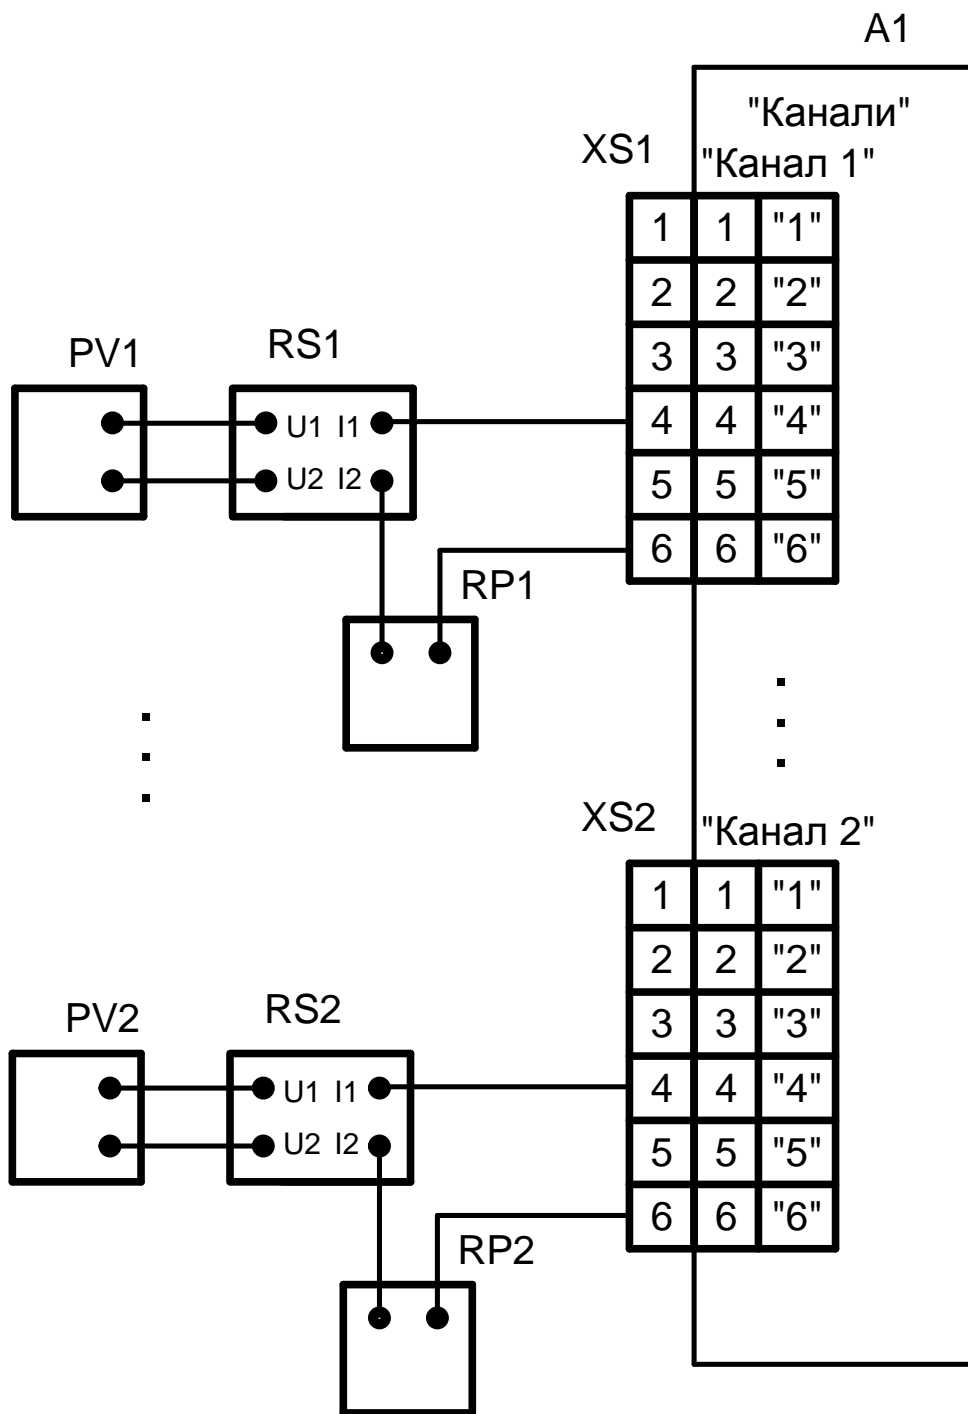 A1
"Канали"
XS1 "Канал 1"
1 1 "1"
2 2 "2"
3 3 "3"
4 4 "4"
5 5 "5"
6 6 "6"
PV1
RS1
U1 I1
U2 I2
RP1
XS2 "Канал 2"
1 1 "1"
2 2 "2"
3 3 "3"
4 4 "4"
5 5 "5"
6 6 "6"
PV2
RS2
U1 I1
U2 I2
RP2